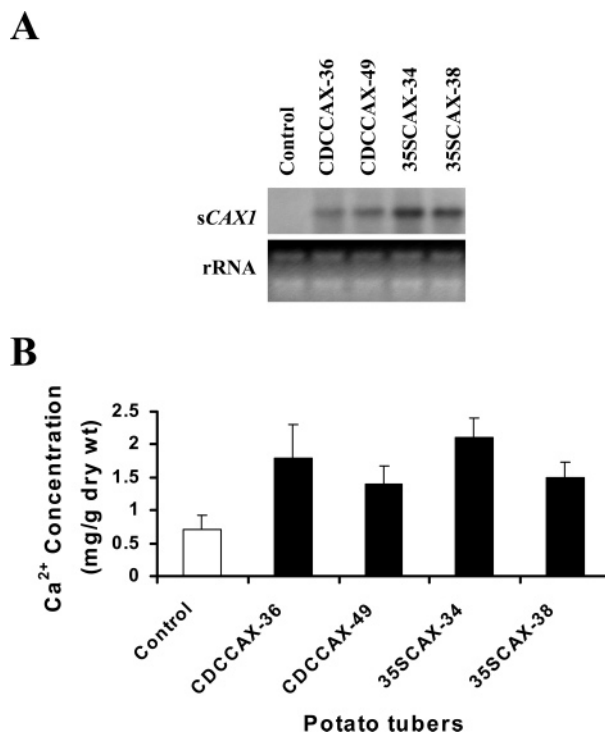 A
Control
CDCCAX-36
CDCCAX-49
35SCAX-34
35SCAX-38
sCAX1
rRNA
B
Ca²⁺ Concentration
(mg/g dry wt)
2.5
2
1.5
1
0.5
0
Control
CDCCAX-36
CDCCAX-49
35SCAX-34
35SCAX-38
Potato tubers